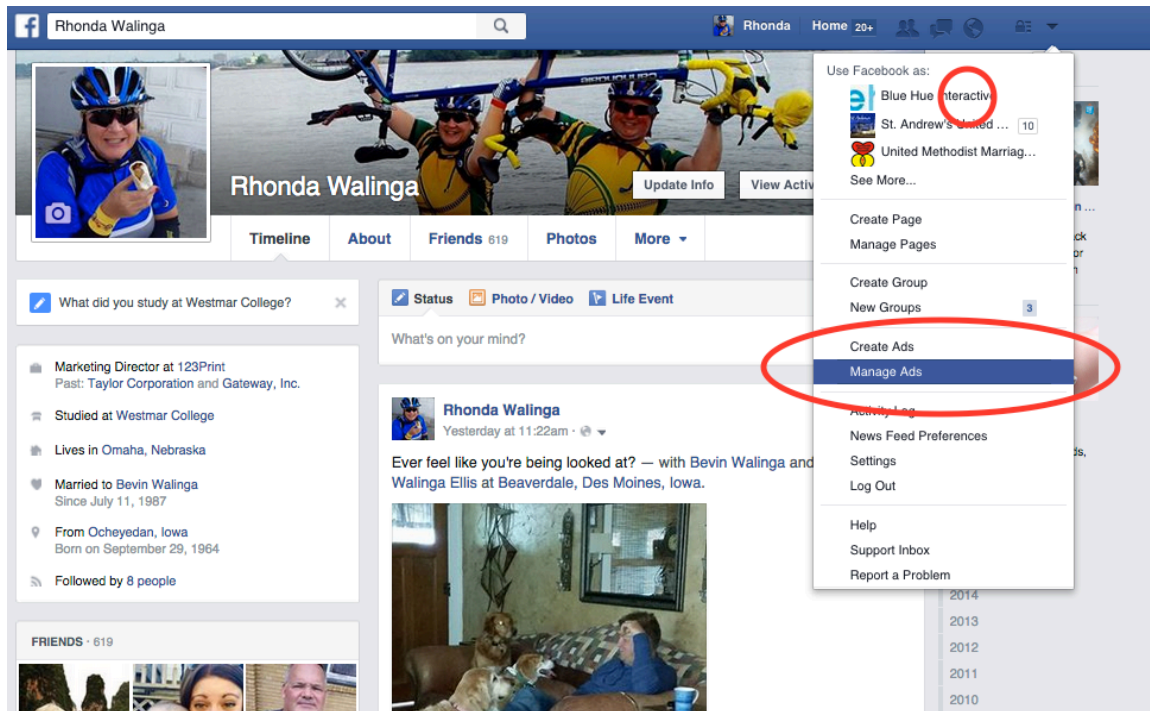 f
Rhonda Walinga
Rhonda
Home 20+
cannondale
Rhonda Walinga
Update Info
View Activ
Timeline
About
Friends 619
Photos
More
What did you study at Westmar College?
Marketing Director at 123Print
Past: Taylor Corporation and Gateway, Inc.
Studied at Westmar College
Lives in Omaha, Nebraska
Married to Bevin Walinga
Since July 11, 1987
From Ocheyedan, Iowa
Born on September 29, 1964
Followed by 8 people
FRIENDS · 619
Status
Photo / Video
Life Event
What's on your mind?
Rhonda Walinga
Yesterday at 11:22am ·
Ever feel like you're being looked at? — with Bevin Walinga and
Walinga Ellis at Beaverdale, Des Moines, Iowa.
Use Facebook as:
Blue Hue Interactive
St. Andrew's United ... 10
United Methodist Marriag...
See More...
Create Page
Manage Pages
Create Group
New Groups 3
Create Ads
Manage Ads
Activity Log
News Feed Preferences
Settings
Log Out
Help
Support Inbox
Report a Problem
2014
2013
2012
2011
2010